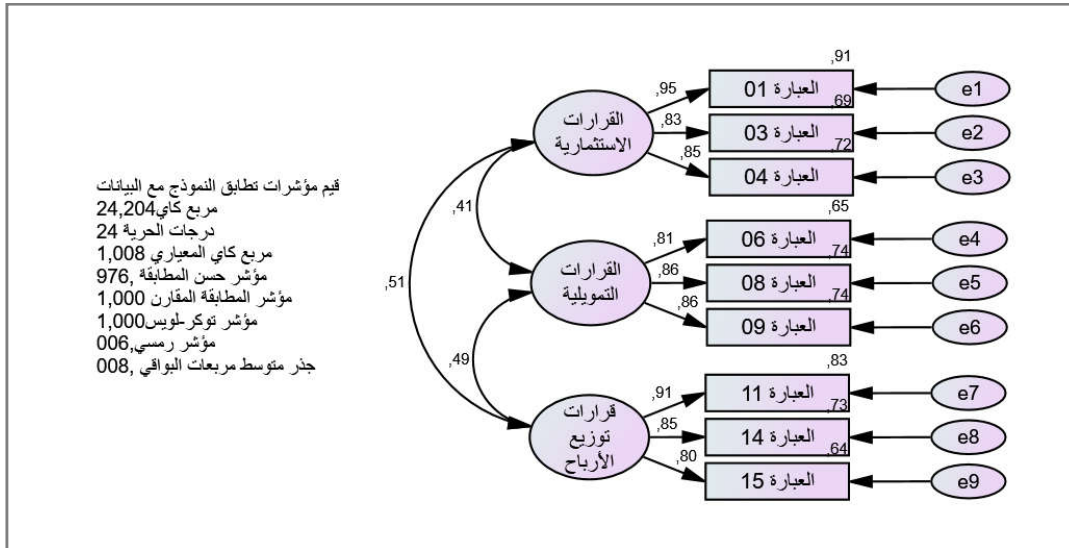 قيم مؤشرات تطابق النموذج مع البيانات
مربع كاي24,204
درجات الحرية 24
مربع كاي المعياري 1,008
مؤشر حسن المطابقة ,976
مؤشر المطابقة المقارن 1,000
مؤشر توكر-لويس1,000
مؤشر رمسي,006
جذر متوسط مربعات البواقي ,008
القرارات
الاستثمارية
,95
,83
,85
,91
العبارة 01
e1
,69
العبارة 03
e2
,72
العبارة 04
e3
,41
,51
,49
القرارات
التمويلية
,81
,86
,86
,65
العبارة 06
e4
,74
العبارة 08
e5
,74
العبارة 09
e6
قرارات
توزيع
الأرباح
,91
,85
,80
,83
العبارة 11
e7
,73
العبارة 14
e8
,64
العبارة 15
e9